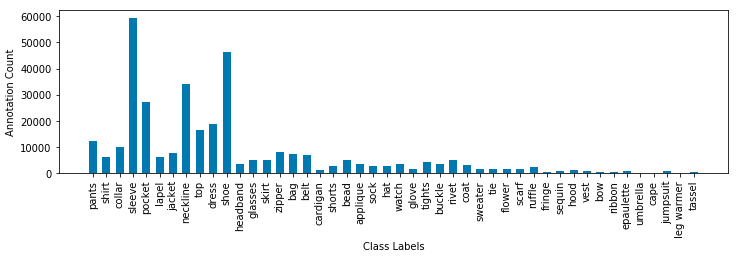 60000
50000
40000
30000
20000
10000
0
Annotation Count
pants
shirt
collar
sleeve
pocket
lapel
jacket
neckline
top
dress
shoe
headband
glasses
skirt
zipper
bag
belt
cardigan
shorts
bead
applique
sock
hat
watch
glove
tights
buckle
rivet
coat
sweater
tie
flower
scarf
ruffle
fringe
sequin
hood
vest
bow
ribbon
epaulette
umbrella
cape
jumpsuit
leg warmer
tassel
Class Labels